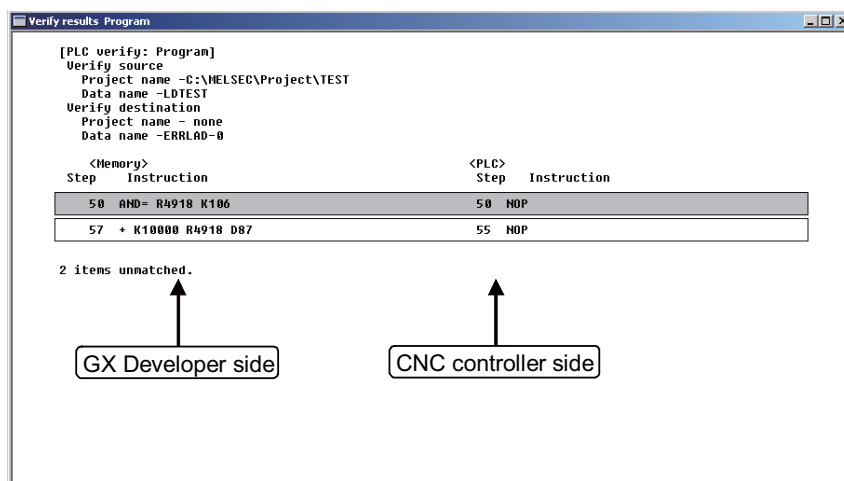 Verify results Program
[PLC verify: Program]
Verify source
Project name -C:\MELSEC\Project\TEST
Data name -LDTEST
Verify destination
Project name - none
Data name -ERRLAD-0
<Memory> <PLC>
Step Instruction Step Instruction
50 AND= R4918 K106 50 NOP
57 + K10000 R4918 D87 55 NOP
2 items unmatched.
GX Developer side CNC controller side